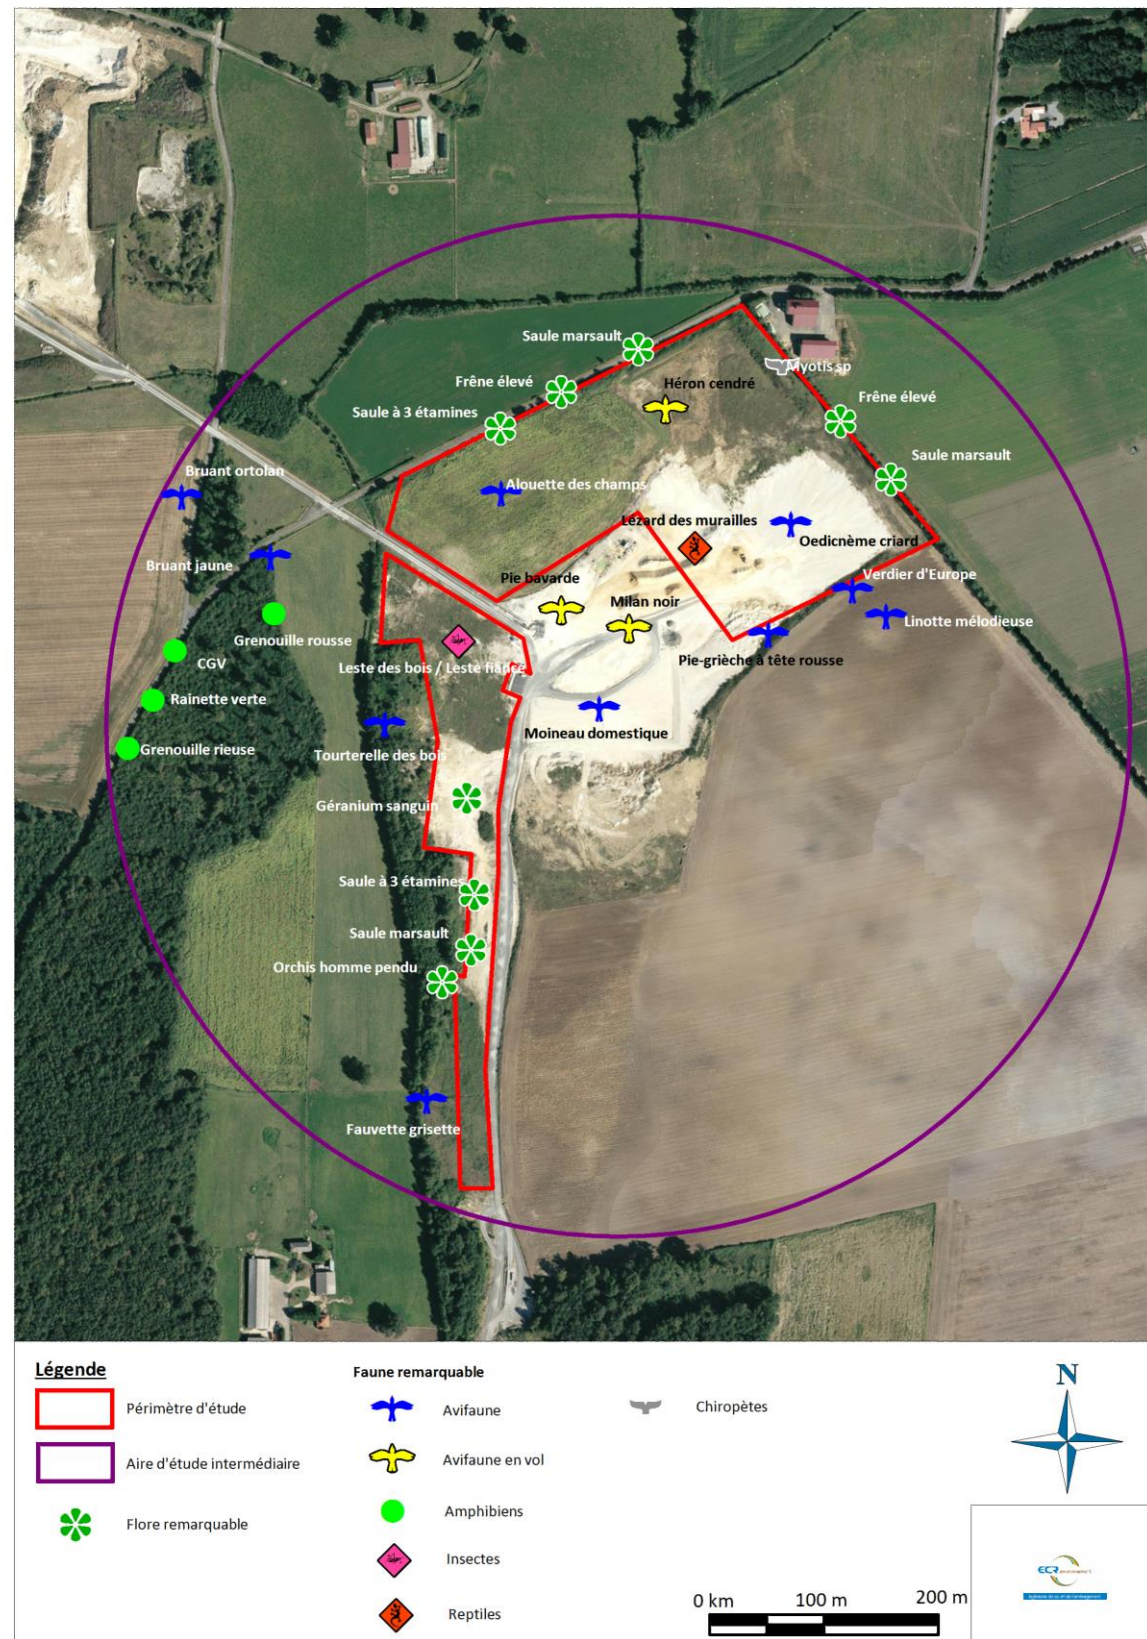 Saule marsault
Myotis sp
Héron cendré
Frêne élevé
Frêne élevé
Saule à 3 étamines
Saule marsault
Bruant ortolan
Alouette des champs
Lézard des murailles
Oedicnème criard
Bruant jaune
Verdier d'Europe
Pie bavarde
Milan noir
Linotte mélodieuse
Grenouille rousse
CGV
Leste des bois / Leste fiancé
Pie-grièche à tête rousse
Rainette verte
Moineau domestique
Grenouille rieuse
Tourterelle des bois
Géranium sanguin
Saule à 3 étamines
Saule marsault
Orchis homme pendu
Fauvette grisette
Légende
Périmètre d'étude
Aire d'étude intermédiaire
Flore remarquable
Faune remarquable
Avifaune
Avifaune en vol
Amphibiens
Insectes
Reptiles
Chiropètes
N
0 km 100 m 200 m
ECR environnement